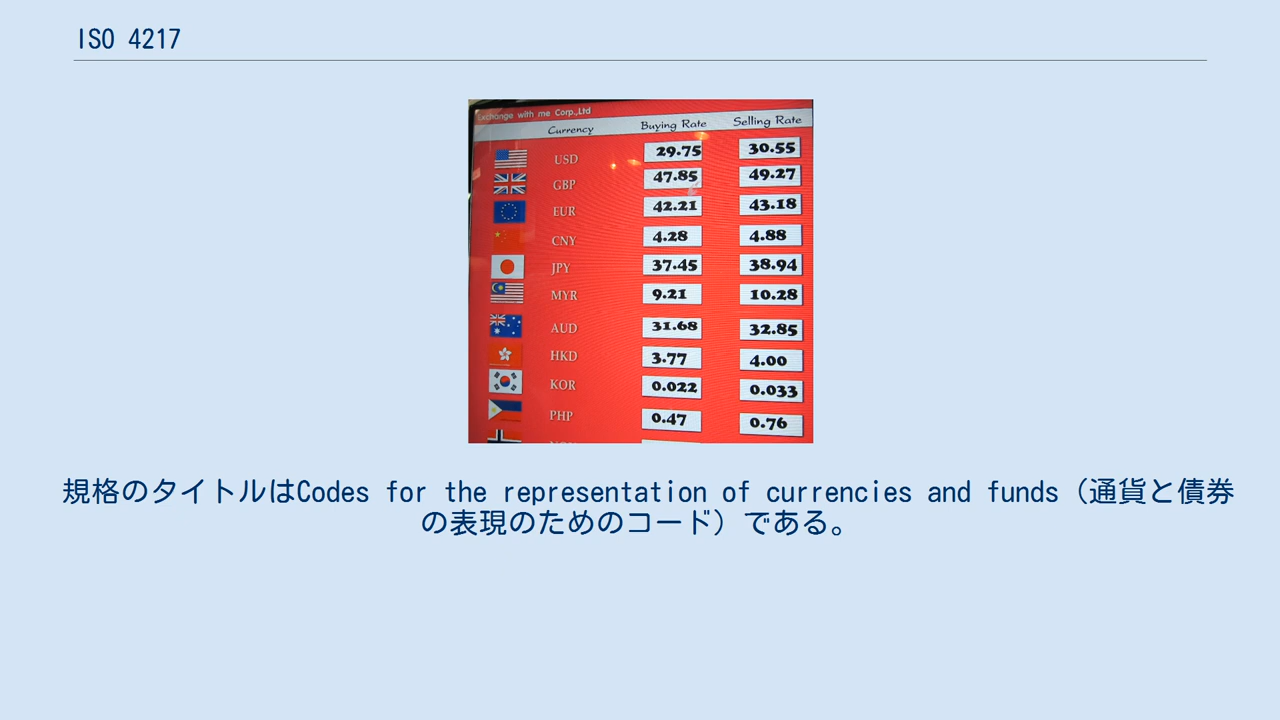 ISO 4217
Exchange with me Corp.,Ltd
Currency Buying Rate Selling Rate
USD 29.75 30.55
GBP 47.85 49.27
EUR 42.21 43.18
CNY 4.28 4.88
JPY 37.45 38.94
MYR 9.21 10.28
AUD 31.68 32.85
HKD 3.77 4.00
KOR 0.022 0.033
PHP 0.47 0.76
規格のタイトルはCodes for the representation of currencies and funds（通貨と債券
の表現のためのコード）である。